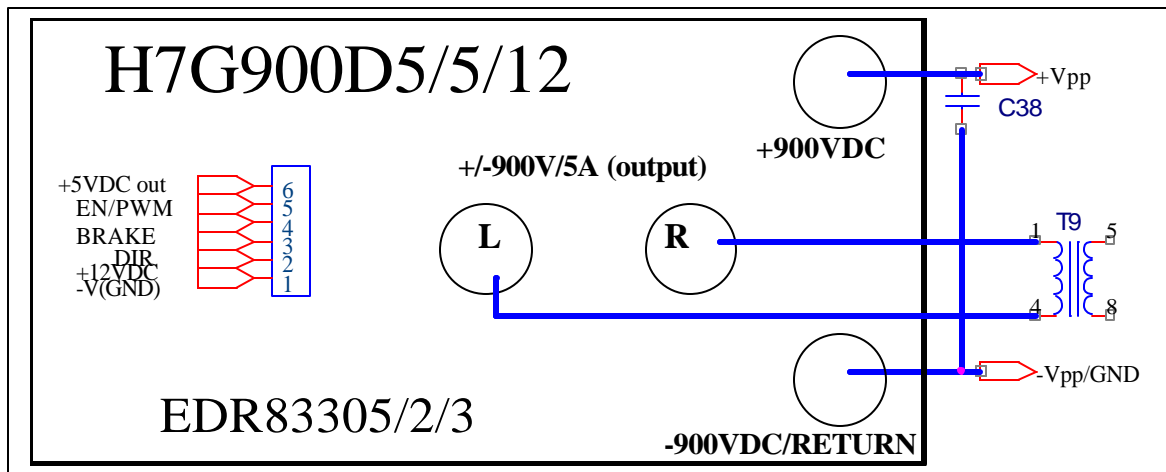 H7G900D5/5/12
+Vpp
C38
+900VDC
+/-900V/5A (output)
+5VDC out
EN/PWM
BRAKE
DIR
+12VDC
-V(GND)
6
5
4
3
2
1
L
R
1
T9
5
4
8
-Vpp/GND
EDR83305/2/3
-900VDC/RETURN